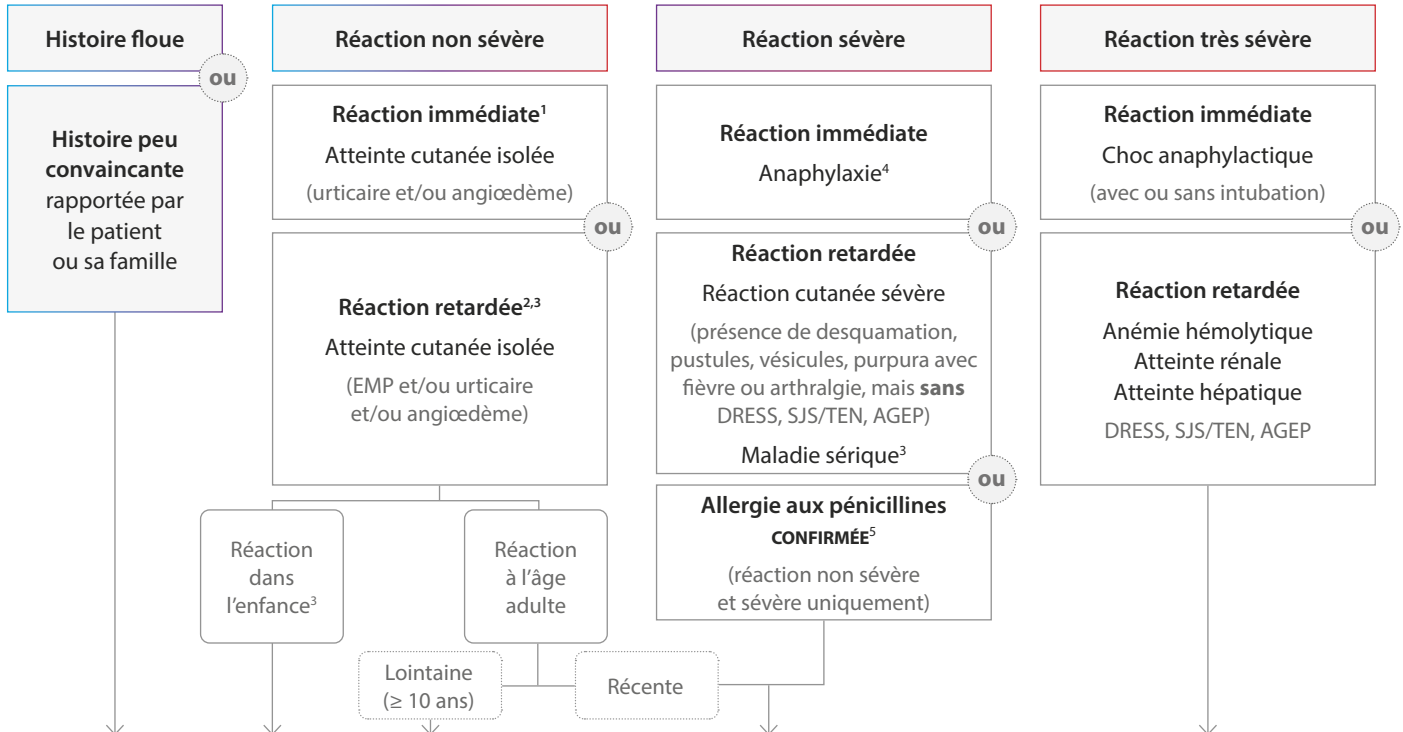 Histoire floue
ou
Histoire peu
convaincante
rapportée par
le patient
ou sa famille
Réaction non sévère
Réaction immédiate¹
Atteinte cutanée isolée
(urticaire et/ou angiœdème)
ou
Réaction retardée²,³
Atteinte cutanée isolée
(EMP et/ou urticaire
et/ou angiœdème)
Réaction
dans
l'enfance³
Réaction
à l'âge
adulte
Lointaine
(≥ 10 ans)
Récente
Réaction sévère
Réaction immédiate
Anaphylaxie⁴
ou
Réaction retardée
Réaction cutanée sévère
(présence de desquamation,
pustules, vésicules, purpura avec
fièvre ou arthralgie, mais sans
DRESS, SJS/TEN, AGEP)
Maladie sérique³
ou
Allergie aux pénicillines
CONFIRMÉE⁵
(réaction non sévère
et sévère uniquement)
Réaction très sévère
Réaction immédiate
Choc anaphylactique
(avec ou sans intubation)
ou
Réaction retardée
Anémie hémolytique
Atteinte rénale
Atteinte hépatique
DRESS, SJS/TEN, AGEP